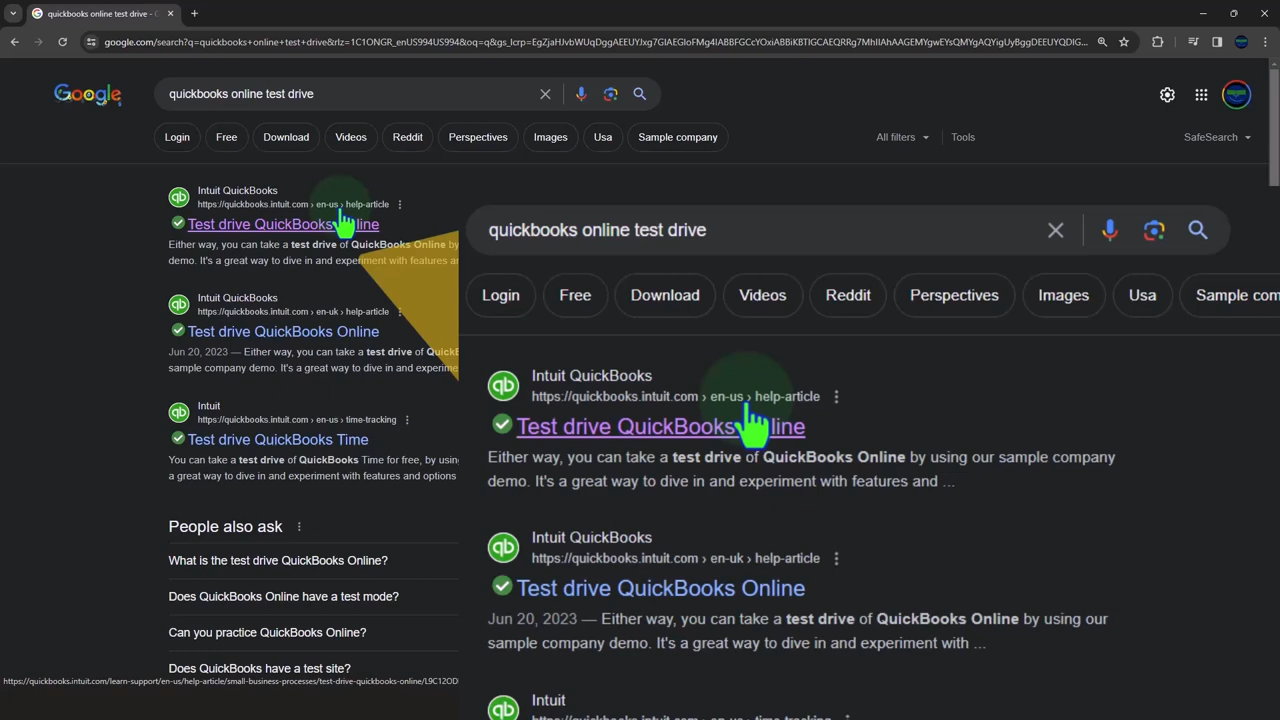 quickbooks online test drive - G
google.com/search?q=quickbooks+online+test+drive&rlz=1C1ONGR_enUS994US994&oq=q&gs_lcrp=
Google
quickbooks online test drive
Login Free Download Videos Reddit Perspectives Images Usa Sample company All filters Tools SafeSearch
Intuit QuickBooks
https://quickbooks.intuit.com › en-us › help-article
Test drive QuickBooks Online
Either way, you can take a test drive of QuickBooks Online by
demo. It's a great way to dive in and experiment with features a
Intuit QuickBooks
https://quickbooks.intuit.com › en-uk › help-article
Test drive QuickBooks Online
Jun 20, 2023 — Either way, you can take a test drive of Quick
sample company demo. It's a great way to dive in and experim
Intuit
https://quickbooks.intuit.com › en-us › time-tracking
Test drive QuickBooks Time
You can take a test drive of QuickBooks Time for free, by using
our sample company. Experiment with features and options
People also ask
What is the test drive QuickBooks Online?
Does QuickBooks Online have a test mode?
Can you practice QuickBooks Online?
Does QuickBooks have a test site?
https://quickbooks.intuit.com/learn-support/en-us/help-article/small-business-processes/test-drive-quickbooks-online/L9C12OD
quickbooks online test drive
Login Free Download Videos Reddit Perspectives Images Usa Sample com
Intuit QuickBooks
https://quickbooks.intuit.com › en-us › help-article
Test drive QuickBooks Online
Either way, you can take a test drive of QuickBooks Online by using our sample company
demo. It's a great way to dive in and experiment with features and ...
Intuit QuickBooks
https://quickbooks.intuit.com › en-uk › help-article
Test drive QuickBooks Online
Jun 20, 2023 — Either way, you can take a test drive of QuickBooks Online by using our
sample company demo. It's a great way to dive in and experiment with ...
Intuit